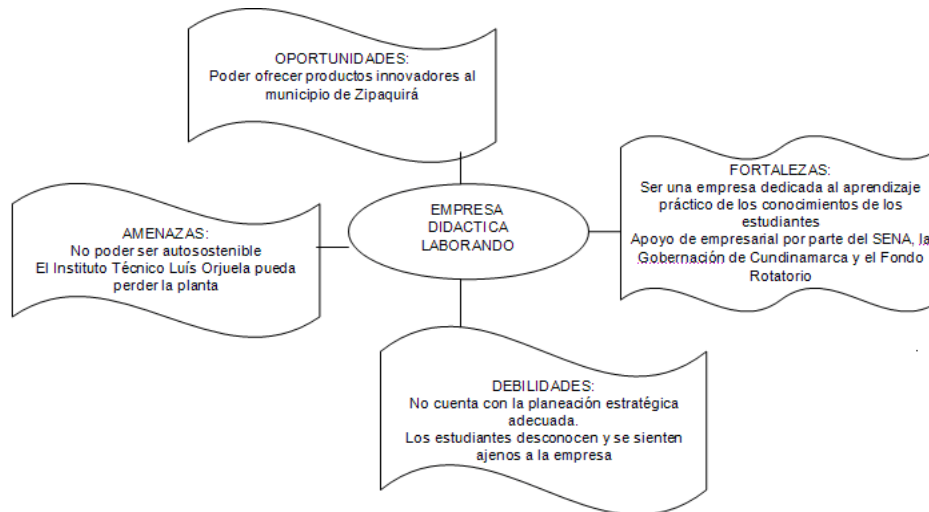 OPORTUNIDADES:
Poder ofrecer productos innovadores al
municipio de Zipaquirá
FORTALEZAS:
Ser una empresa dedicada al aprendizaje
práctico de los conocimientos de los
estudiantes
Apoyo de empresarial por parte del SENA, la
Gobernación de Cundinamarca y el Fondo
Rotatorio
EMPRESA
DIDACTICA
LABORANDO
AMENAZAS:
No poder ser autosostenible
El Instituto Técnico Luís Orjuela pueda
perder la planta
DEBILIDADES:
No cuenta con la planeación estratégica
adecuada.
Los estudiantes desconocen y se sienten
ajenos a la empresa